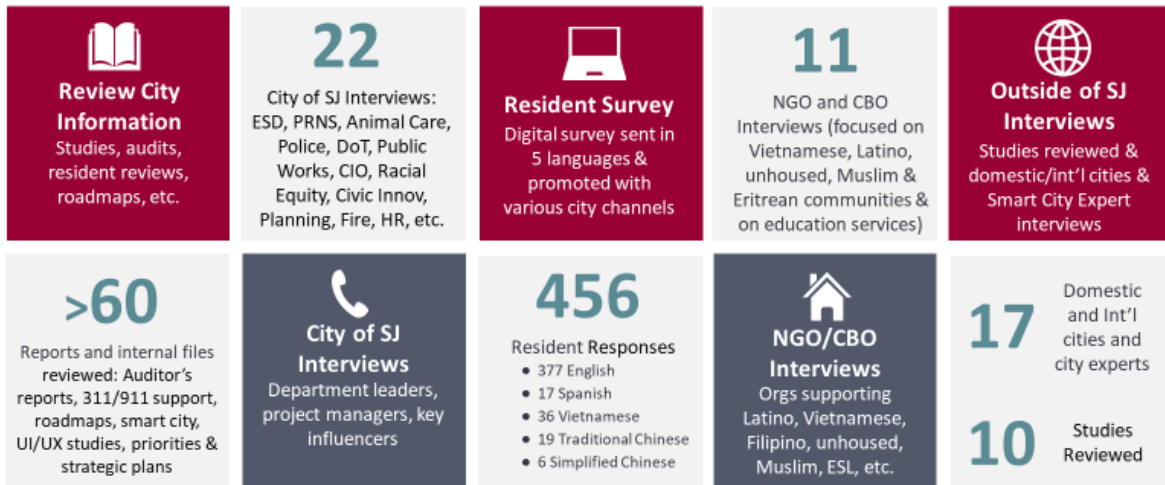 Review City
Information
Studies, audits,
resident reviews,
roadmaps, etc.
22
City of SJ Interviews:
ESD, PRNS, Animal Care,
Police, DoT, Public
Works, CIO, Racial
Equity, Civic Innov,
Planning, Fire, HR, etc.
Resident Survey
Digital survey sent in
5 languages &
promoted with
various city channels
11
NGO and CBO
Interviews (focused on
Vietnamese, Latino,
unhoused, Muslim &
Eritrean communities &
on education services)
Outside of SJ
Interviews
Studies reviewed &
domestic/int'l cities &
Smart City Expert
interviews
>60
Reports and internal files
reviewed: Auditor's
reports, 311/911 support,
roadmaps, smart city,
UI/UX studies, priorities &
strategic plans
City of SJ
Interviews
Department leaders,
project managers, key
influencers
456
Resident Responses
• 377 English
• 17 Spanish
• 36 Vietnamese
• 19 Traditional Chinese
• 6 Simplified Chinese
NGO/CBO
Interviews
Orgs supporting
Latino, Vietnamese,
Filipino, unhoused,
Muslim, ESL, etc.
17
Domestic
and Int'l
cities and
city experts
10
Studies
Reviewed